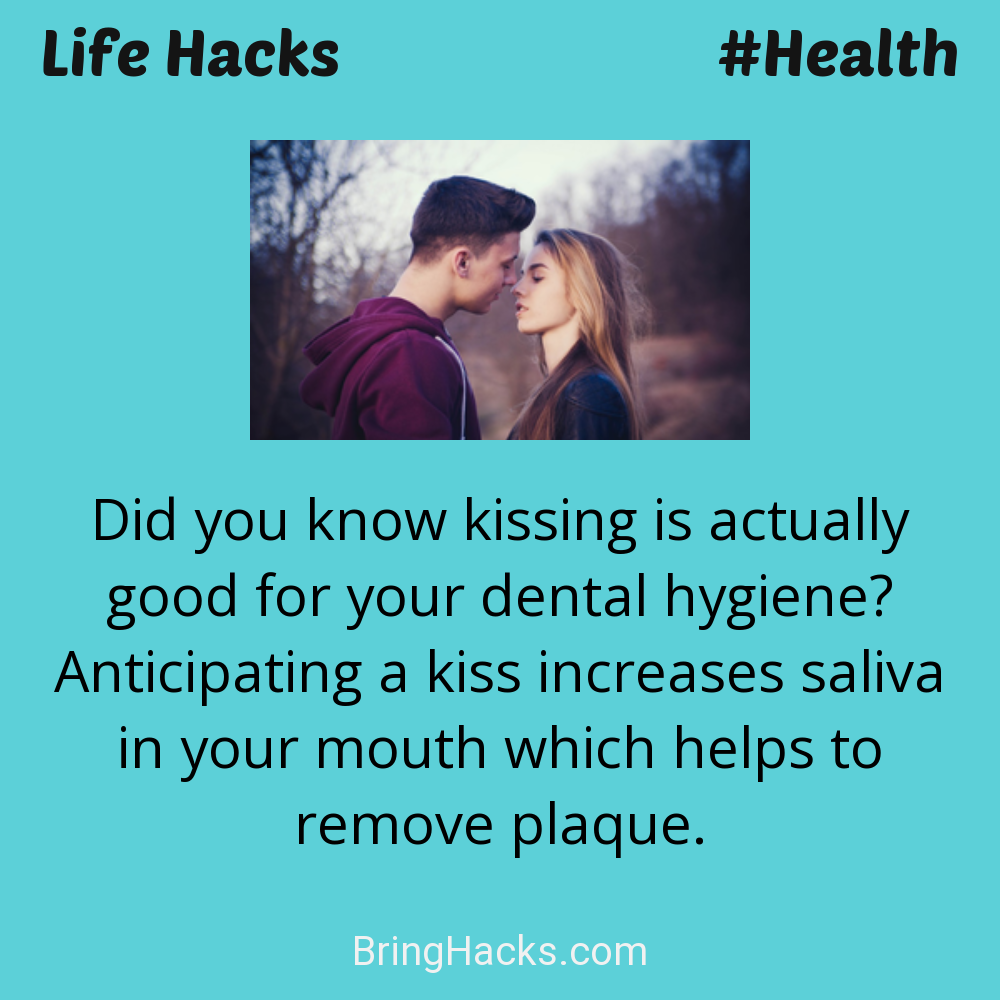 Life Hacks
#Health
Did you know kissing is actually
good for your dental hygiene?
Anticipating a kiss increases saliva
in your mouth which helps to
remove plaque.
BringHacks.com